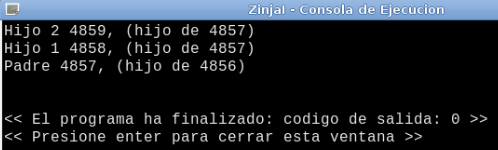 ZinjaI - Consola de Ejecucion
Hijo 2 4859, (hijo de 4857)
Hijo 1 4858, (hijo de 4857)
Padre 4857, (hijo de 4856)
<< El programa ha finalizado: codigo de salida: 0 >>
<< Presione enter para cerrar esta ventana >>